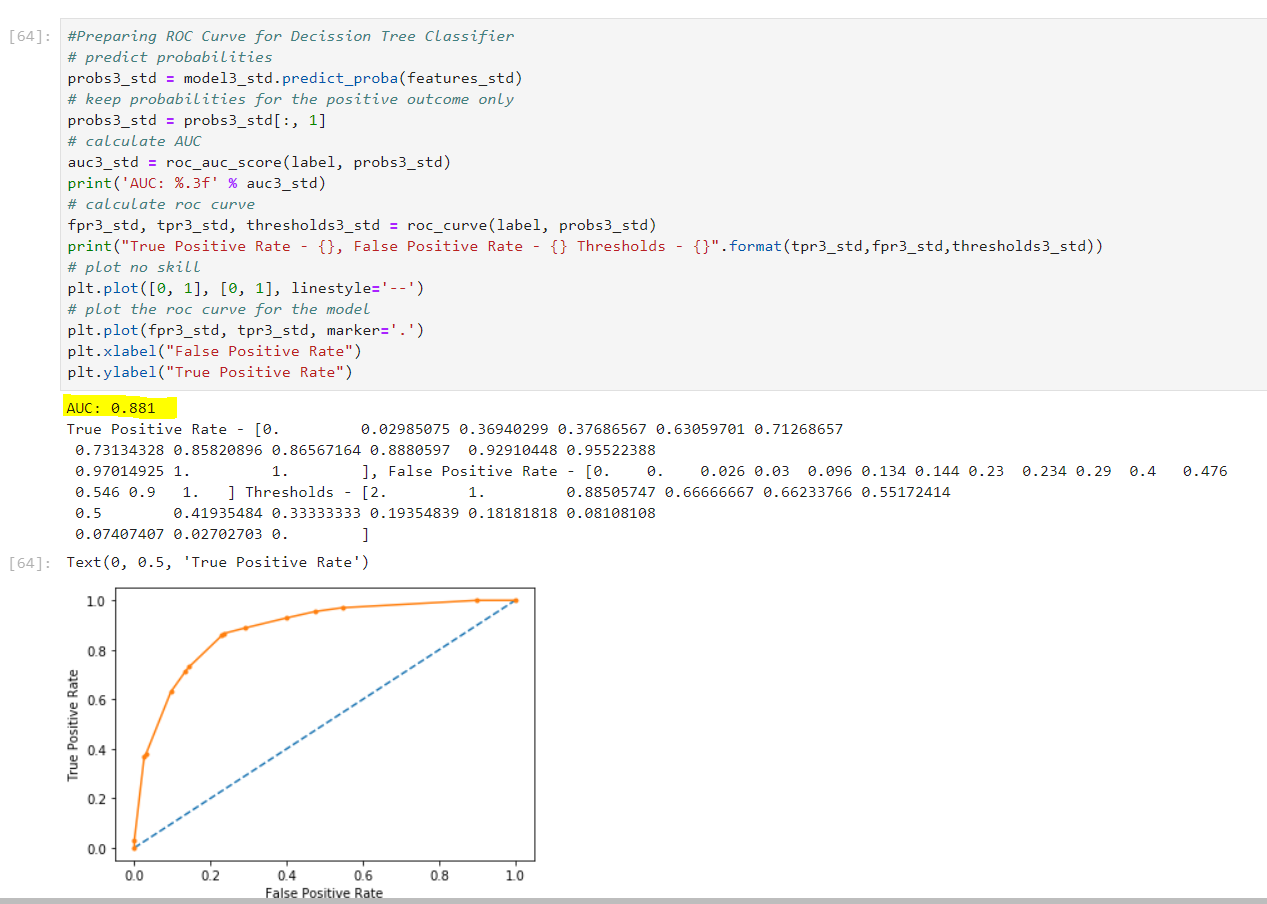 [64]:
#Preparing ROC Curve for Decission Tree Classifier
# predict probabilities
probs3_std = model3_std.predict_proba(features_std)
# keep probabilities for the positive outcome only
probs3_std = probs3_std[:, 1]
# calculate AUC
auc3_std = roc_auc_score(label, probs3_std)
print('AUC: %.3f' % auc3_std)
# calculate roc curve
fpr3_std, tpr3_std, thresholds3_std = roc_curve(label, probs3_std)
print("True Positive Rate - {}, False Positive Rate - {} Thresholds - {}".format(tpr3_std,fpr3_std,thresholds3_std))
# plot no skill
plt.plot([0, 1], [0, 1], linestyle='--')
# plot the roc curve for the model
plt.plot(fpr3_std, tpr3_std, marker='.')
plt.xlabel("False Positive Rate")
plt.ylabel("True Positive Rate")
AUC: 0.881
True Positive Rate - [0.         0.02985075 0.36940299 0.37686567 0.63059701 0.71268657
 0.73134328 0.85820896 0.86567164 0.8880597  0.92910448 0.95522388
 0.97014925 1.         1.        ], False Positive Rate - [0.    0.    0.026 0.03  0.096 0.134 0.144 0.23  0.234 0.29  0.4   0.476
 0.546 0.9   1.   ] Thresholds - [2.         1.         0.88505747 0.66666667 0.66233766 0.55172414
 0.5        0.41935484 0.33333333 0.19354839 0.18181818 0.08108108
 0.07407407 0.02702703 0.        ]
[64]: Text(0, 0.5, 'True Positive Rate')
1.0
0.8
0.6
0.4
0.2
0.0
True Positive Rate
0.0 0.2 0.4 0.6 0.8 1.0
False Positive Rate